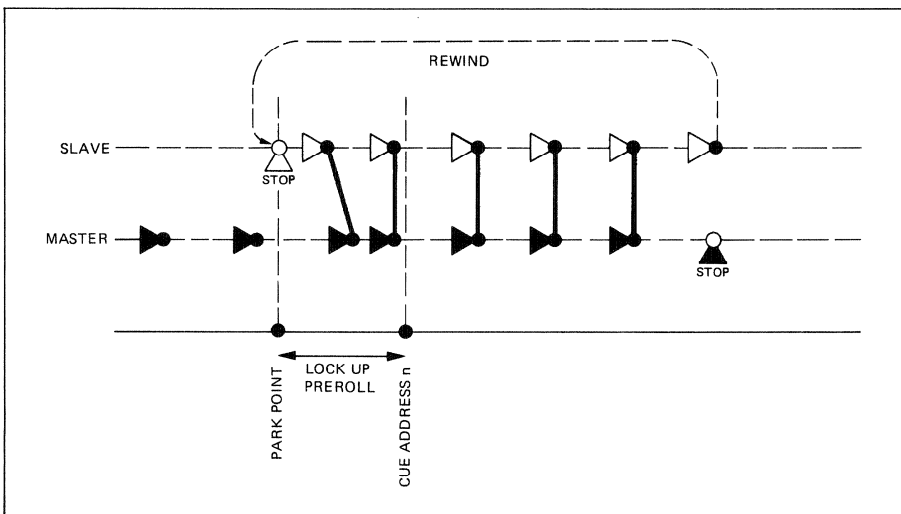 REWIND
SLAVE
STOP
MASTER
STOP
LOCK UP
PREROLL
PARK POINT
CUE ADDRESS n